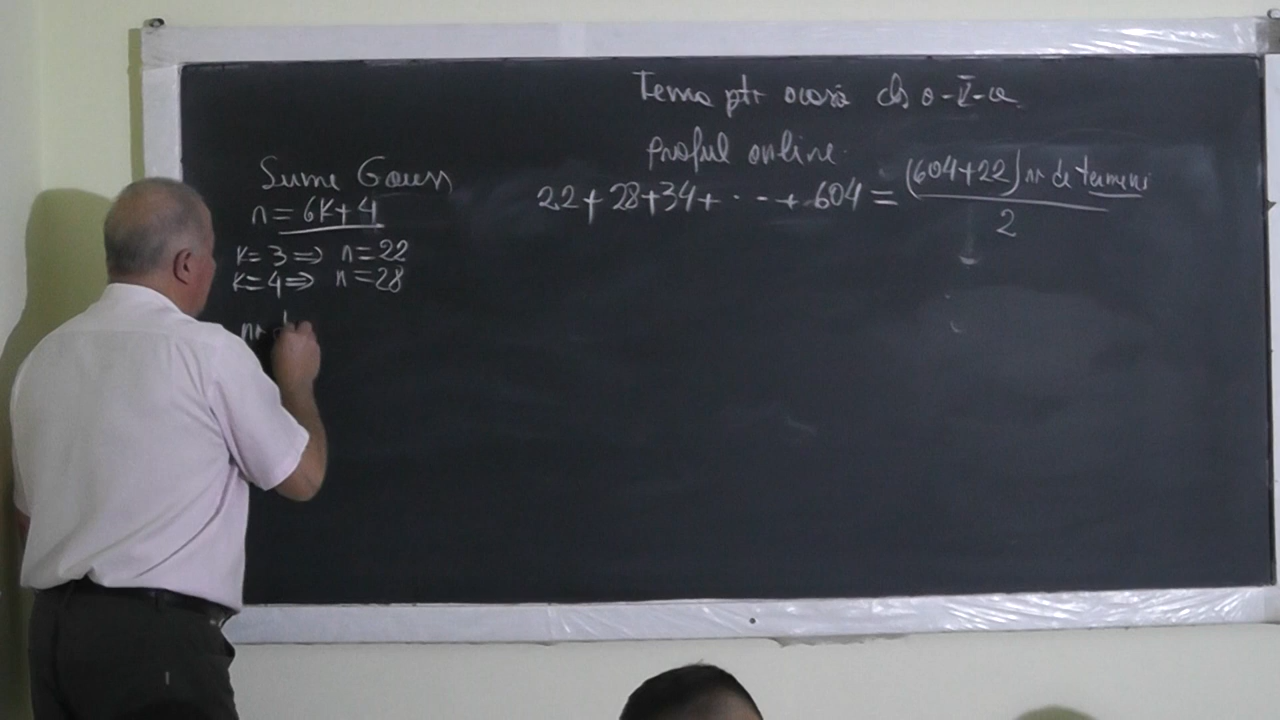 Tema ptr acasă cls a-V-a
proful online.
Sume Gauss
n=6k+4
k=3⇒ n=22
k=4⇒ n=28
nr
22+28+34+···+604=(604+22) nr de termeni
2